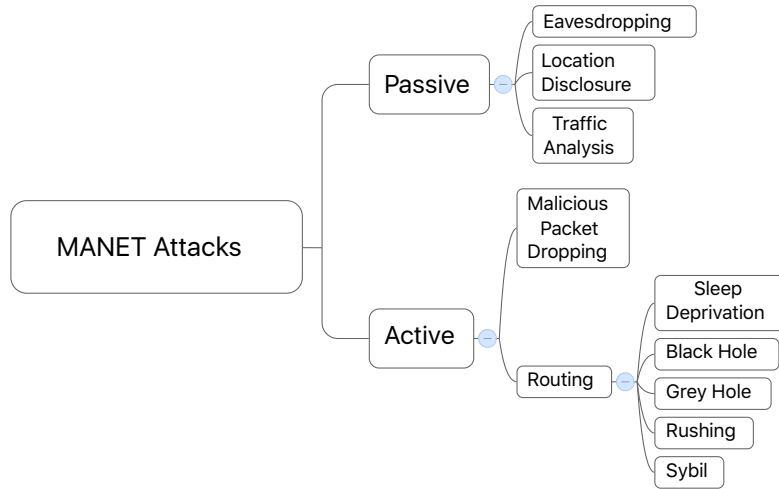 MANET Attacks
Passive
Eavesdropping
Location
Disclosure
Traffic
Analysis
Active
Malicious
Packet
Dropping
Routing
Sleep
Deprivation
Black Hole
Grey Hole
Rushing
Sybil